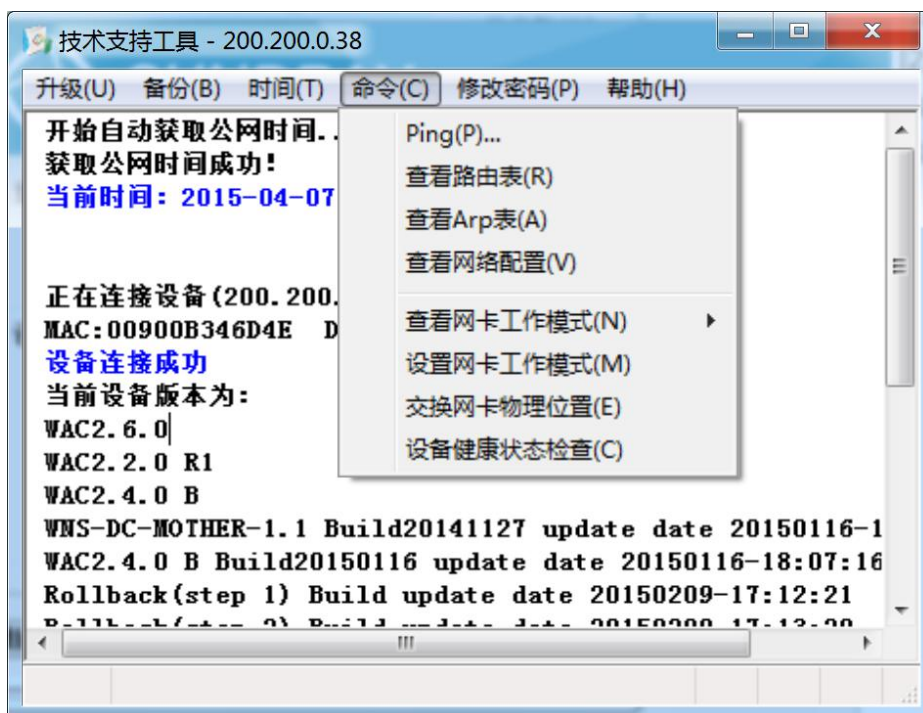 技术支持工具 - 200.200.0.38
升级(U) 备份(B) 时间(T) 命令(C) 修改密码(P) 帮助(H)
开始自动获取公网时间..
获取公网时间成功!
当前时间: 2015-04-07
正在连接设备(200.200.
MAC:00900B346D4E D
设备连接成功
当前设备版本为:
WAC2.6.0
WAC2.2.0 R1
WAC2.4.0 B
WNS-DC-MOTHER-1.1 Build20141127 update date 20150116-1
WAC2.4.0 B Build20150116 update date 20150116-18:07:16
Rollback(step 1) Build update date 20150209-17:12:21
Ping(P)...
查看路由表(R)
查看Arp表(A)
查看网络配置(V)
查看网卡工作模式(N)
设置网卡工作模式(M)
交换网卡物理位置(E)
设备健康状态检查(C)